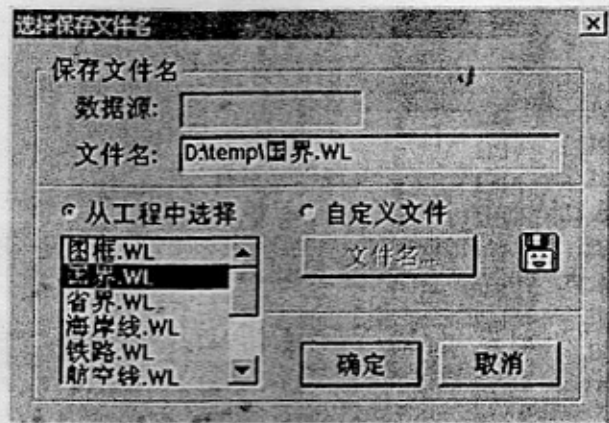 选择保存文件名
保存文件名
数据源:
文件名: D:\temp\国界.WL
从工程中选择
自定义文件
图框.WL
国界.WL
省界.WL
海岸线.WL
铁路.WL
航空线.WL
文件名...
确定
取消